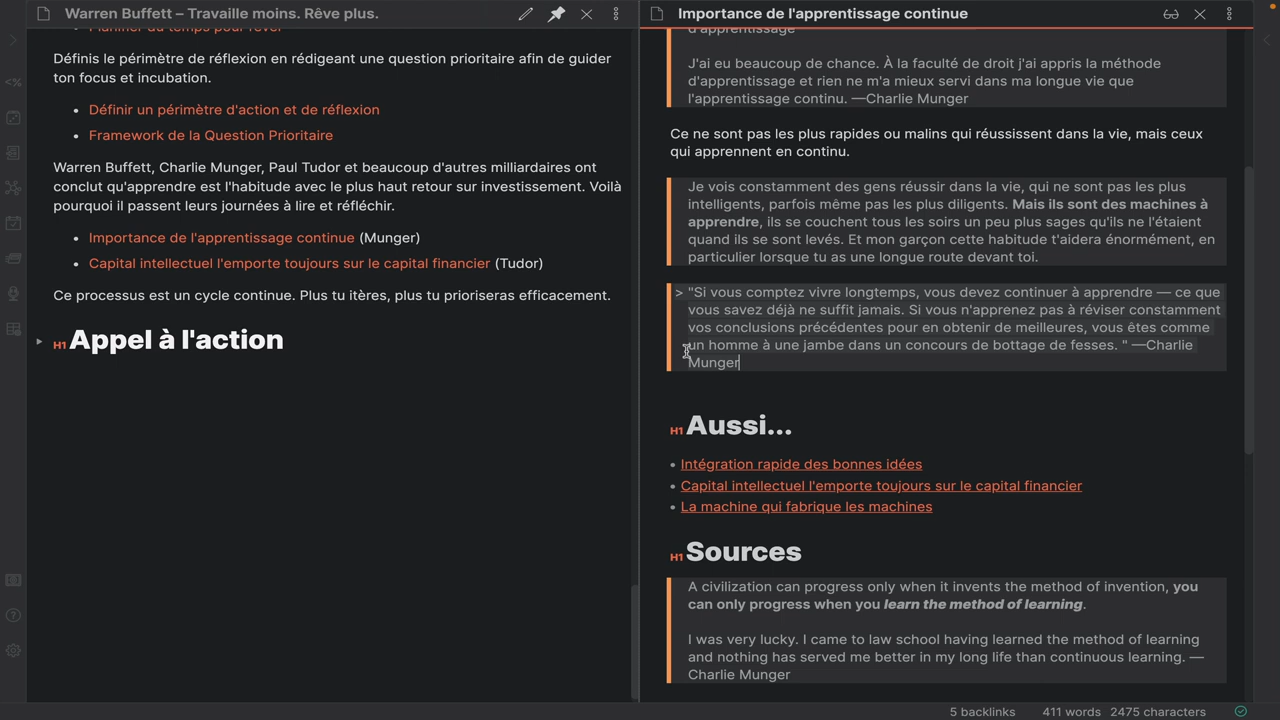 Warren Buffett – Travaille moins. Rêve plus.
Planifier du temps pour rêver
Définis le périmètre de réflexion en rédigeant une question prioritaire afin de guider
ton focus et incubation.
• Définir un périmètre d'action et de réflexion
• Framework de la Question Prioritaire
Warren Buffett, Charlie Munger, Paul Tudor et beaucoup d'autres milliardaires ont
conclut qu'apprendre est l'habitude avec le plus haut retour sur investissement. Voilà
pourquoi il passent leurs journées à lire et réfléchir.
• Importance de l'apprentissage continue (Munger)
• Capital intellectuel l'emporte toujours sur le capital financier (Tudor)
Ce processus est un cycle continue. Plus tu itères, plus tu prioriseras efficacement.
H1 Appel à l'action
Importance de l'apprentissage continue
d'apprentissage
J'ai eu beaucoup de chance. À la faculté de droit j'ai appris la méthode
d'apprentissage et rien ne m'a mieux servi dans ma longue vie que
l'apprentissage continu. —Charlie Munger
Ce ne sont pas les plus rapides ou malins qui réussissent dans la vie, mais ceux
qui apprennent en continu.
Je vois constamment des gens réussir dans la vie, qui ne sont pas les plus
intelligents, parfois même pas les plus diligents. Mais ils sont des machines à
apprendre, ils se couchent tous les soirs un peu plus sages qu'ils ne l'étaient
quand ils se sont levés. Et mon garçon cette habitude t'aidera énormément, en
particulier lorsque tu as une longue route devant toi.
> "Si vous comptez vivre longtemps, vous devez continuer à apprendre — ce que
vous savez déjà ne suffit jamais. Si vous n'apprenez pas à réviser constamment
vos conclusions précédentes pour en obtenir de meilleures, vous êtes comme
un homme à une jambe dans un concours de bottage de fesses. " —Charlie
Munger
H1 Aussi...
• Intégration rapide des bonnes idées
• Capital intellectuel l'emporte toujours sur le capital financier
• La machine qui fabrique les machines
H1 Sources
A civilization can progress only when it invents the method of invention, you
can only progress when you learn the method of learning.
I was very lucky. I came to law school having learned the method of learning
and nothing has served me better in my long life than continuous learning. —
Charlie Munger
5 backlinks 411 words 2475 characters